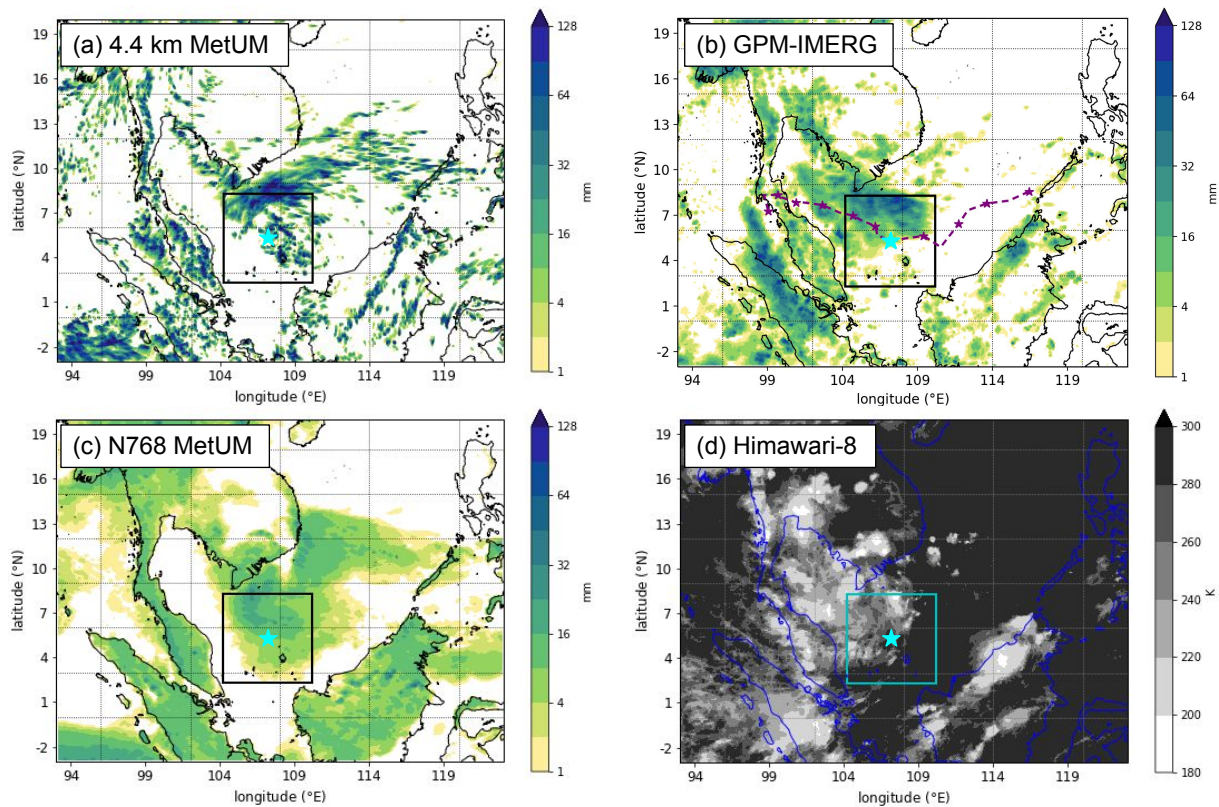 (a) 4.4 km MetUM
19
16
13
10
7
4
1
-2
latitude (°N)
94 99 104 109 114 119
longitude (°E)
128
64
32
16
4
1
mm
(b) GPM-IMERG
19
16
13
10
7
4
1
-2
latitude (°N)
94 99 104 109 114 119
longitude (°E)
128
64
32
16
4
1
mm
(c) N768 MetUM
19
16
13
10
7
4
1
-2
latitude (°N)
94 99 104 109 114 119
longitude (°E)
128
64
32
16
4
1
mm
(d) Himawari-8
19
16
13
10
7
4
1
-2
latitude (°N)
94 99 104 109 114 119
longitude (°E)
300
280
260
240
220
200
180
K